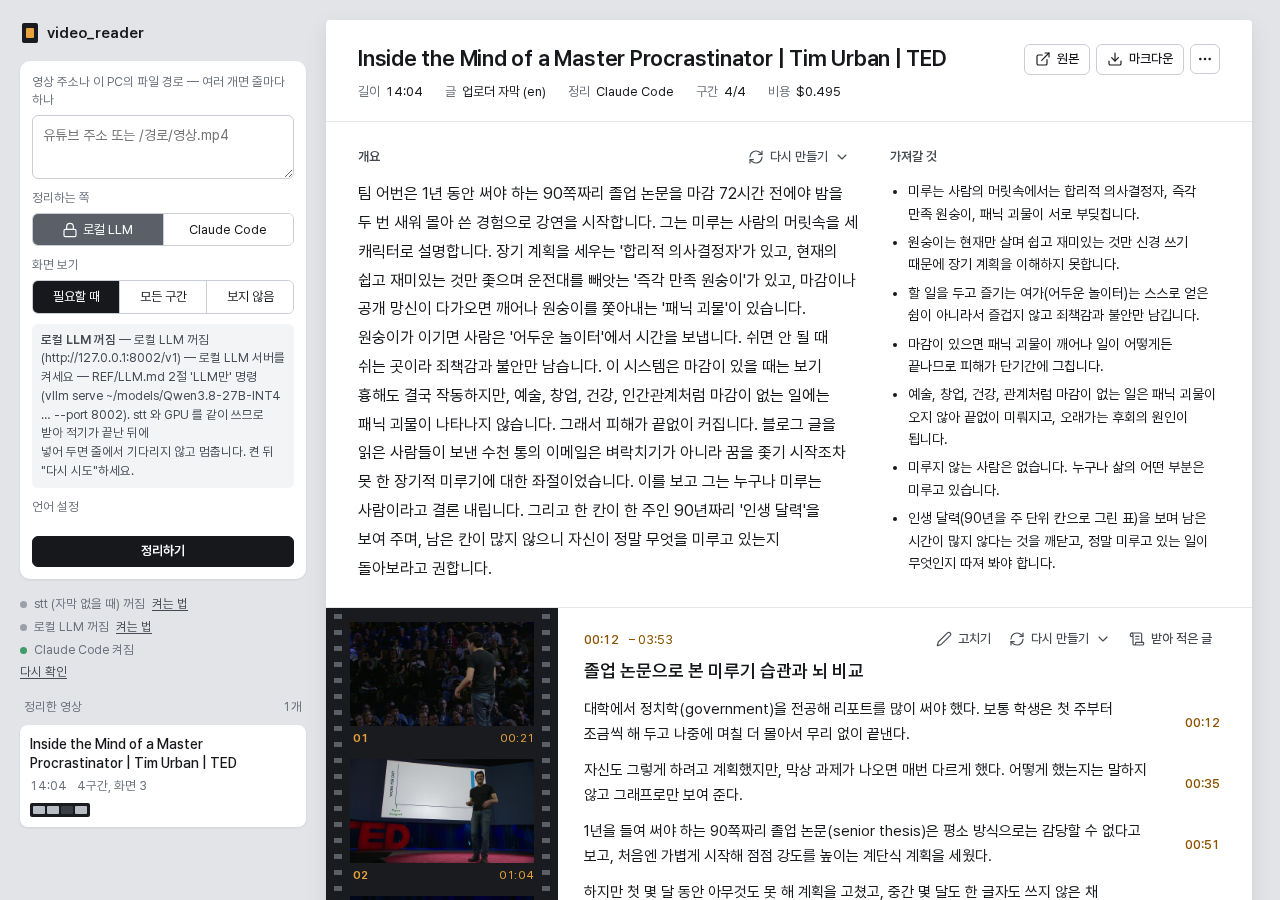 video_reader
영상 주소나 이 PC의 파일 경로 — 여러 개면 줄마다
하나
유튜브 주소 또는 /경로/영상.mp4
정리하는 쪽
로컬 LLM
Claude Code
화면 보기
필요할 때
모든 구간
보지 않음
로컬 LLM 꺼짐 — 로컬 LLM 꺼짐
(http://127.0.0.1:8002/v1) — 로컬 LLM 서버를
켜세요 — REF/LLM.md 2절 'LLM만' 명령
(vllm serve ~/models/Qwen3.8-27B-INT4
… --port 8002). stt 와 GPU 를 같이 쓰므로
받아 적기가 끝난 뒤에
넣어 두면 줄에서 기다리지 않고 멈춥니다. 켠 뒤
"다시 시도"하세요.
언어 설정
정리하기
stt (자막 없을 때) 꺼짐 켜는 법
로컬 LLM 꺼짐 켜는 법
Claude Code 켜짐
다시 확인
정리한 영상 1개
Inside the Mind of a Master
Procrastinator | Tim Urban | TED
14:04 4구간, 화면 3
Inside the Mind of a Master Procrastinator | Tim Urban | TED
원본
마크다운
길이 14:04 글 업로더 자막 (en) 정리 Claude Code 구간 4/4 비용 $0.495
개요
다시 만들기
팀 어번은 1년 동안 써야 하는 90쪽짜리 졸업 논문을 마감 72시간 전에야 밤을
두 번 새워 몰아 쓴 경험으로 강연을 시작합니다. 그는 미루는 사람의 머릿속을 세
캐릭터로 설명합니다. 장기 계획을 세우는 '합리적 의사결정자'가 있고, 현재의
쉽고 재미있는 것만 좇으며 운전대를 빼앗는 '즉각 만족 원숭이'가 있고, 마감이나
공개 망신이 다가오면 깨어나 원숭이를 쫓아내는 '패닉 괴물'이 있습니다.
원숭이가 이기면 사람은 '어두운 놀이터'에서 시간을 보냅니다. 쉬면 안 될 때
쉬는 곳이라 죄책감과 불안만 남습니다. 이 시스템은 마감이 있을 때는 보기
흉해도 결국 작동하지만, 예술, 창업, 건강, 인간관계처럼 마감이 없는 일에는
패닉 괴물이 나타나지 않습니다. 그래서 피해가 끝없이 커집니다. 블로그 글을
읽은 사람들이 보낸 수천 통의 이메일은 벼락치기가 아니라 꿈을 좇기 시작조차
못 한 장기적 미루기에 대한 좌절이었습니다. 이를 보고 그는 누구나 미루는
사람이라고 결론 내립니다. 그리고 한 칸이 한 주인 90년짜리 '인생 달력'을
보여 주며, 남은 칸이 많지 않으니 자신이 정말 무엇을 미루고 있는지
돌아보라고 권합니다.
가져갈 것
미루는 사람의 머릿속에서는 합리적 의사결정자, 즉각
만족 원숭이, 패닉 괴물이 서로 부딪칩니다.
원숭이는 현재만 살며 쉽고 재미있는 것만 신경 쓰기
때문에 장기 계획을 이해하지 못합니다.
할 일을 두고 즐기는 여가(어두운 놀이터)는 스스로 얻은
쉼이 아니라서 즐겁지 않고 죄책감과 불안만 남깁니다.
마감이 있으면 패닉 괴물이 깨어나 일이 어떻게든
끝나므로 피해가 단기간에 그칩니다.
예술, 창업, 건강, 관계처럼 마감이 없는 일은 패닉 괴물이
오지 않아 끝없이 미뤄지고, 오래가는 후회의 원인이
됩니다.
미루지 않는 사람은 없습니다. 누구나 삶의 어떤 부분은
미루고 있습니다.
인생 달력(90년을 주 단위 칸으로 그린 표)을 보며 남은
시간이 많지 않다는 것을 깨닫고, 정말 미루고 있는 일이
무엇인지 따져 봐야 합니다.
01 00:21
TED
02 01:04
00:12 – 03:53
고치기
다시 만들기
받아 적은 글
졸업 논문으로 본 미루기 습관과 뇌 비교
대학에서 정치학(government)을 전공해 리포트를 많이 써야 했다. 보통 학생은 첫 주부터
조금씩 해 두고 나중에 며칠 더 몰아서 무리 없이 끝낸다.
00:12
자신도 그렇게 하려고 계획했지만, 막상 과제가 나오면 매번 다르게 했다. 어떻게 했는지는 말하지
않고 그래프로만 보여 준다.
00:35
1년을 들여 써야 하는 90쪽짜리 졸업 논문(senior thesis)은 평소 방식으로는 감당할 수 없다고
보고, 처음엔 가볍게 시작해 점점 강도를 높이는 계단식 계획을 세웠다.
00:51
하지만 첫 몇 달 동안 아무것도 못 해 계획을 고쳤고, 중간 몇 달도 한 글자도 쓰지 않은 채